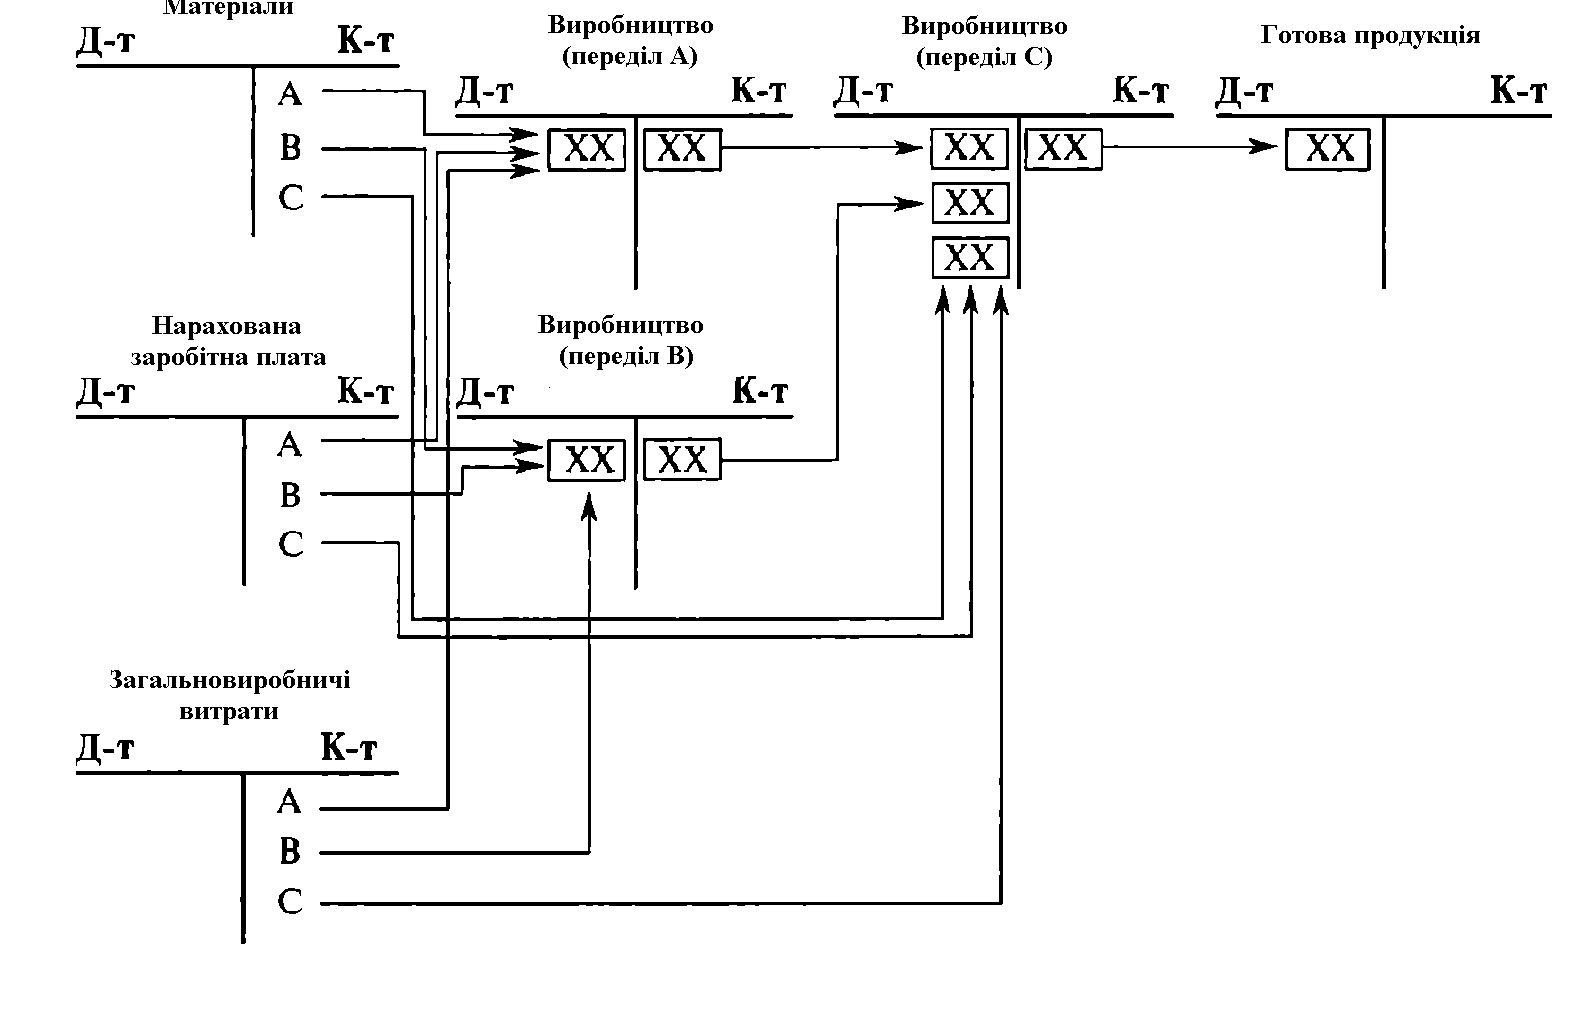 Матеріали
Д-т К-т
A
B
C
Виробництво
(переділ А)
Д-т К-т
XX XX
Виробництво
(переділ С)
Д-т К-т
XX XX
XX
XX
Готова продукція
Д-т К-т
XX
Нарахована
заробітна плата
Д-т К-т
A
B
C
Виробництво
(переділ В)
Д-т К-т
XX XX
Загальновиробничі
витрати
Д-т К-т
A
B
C